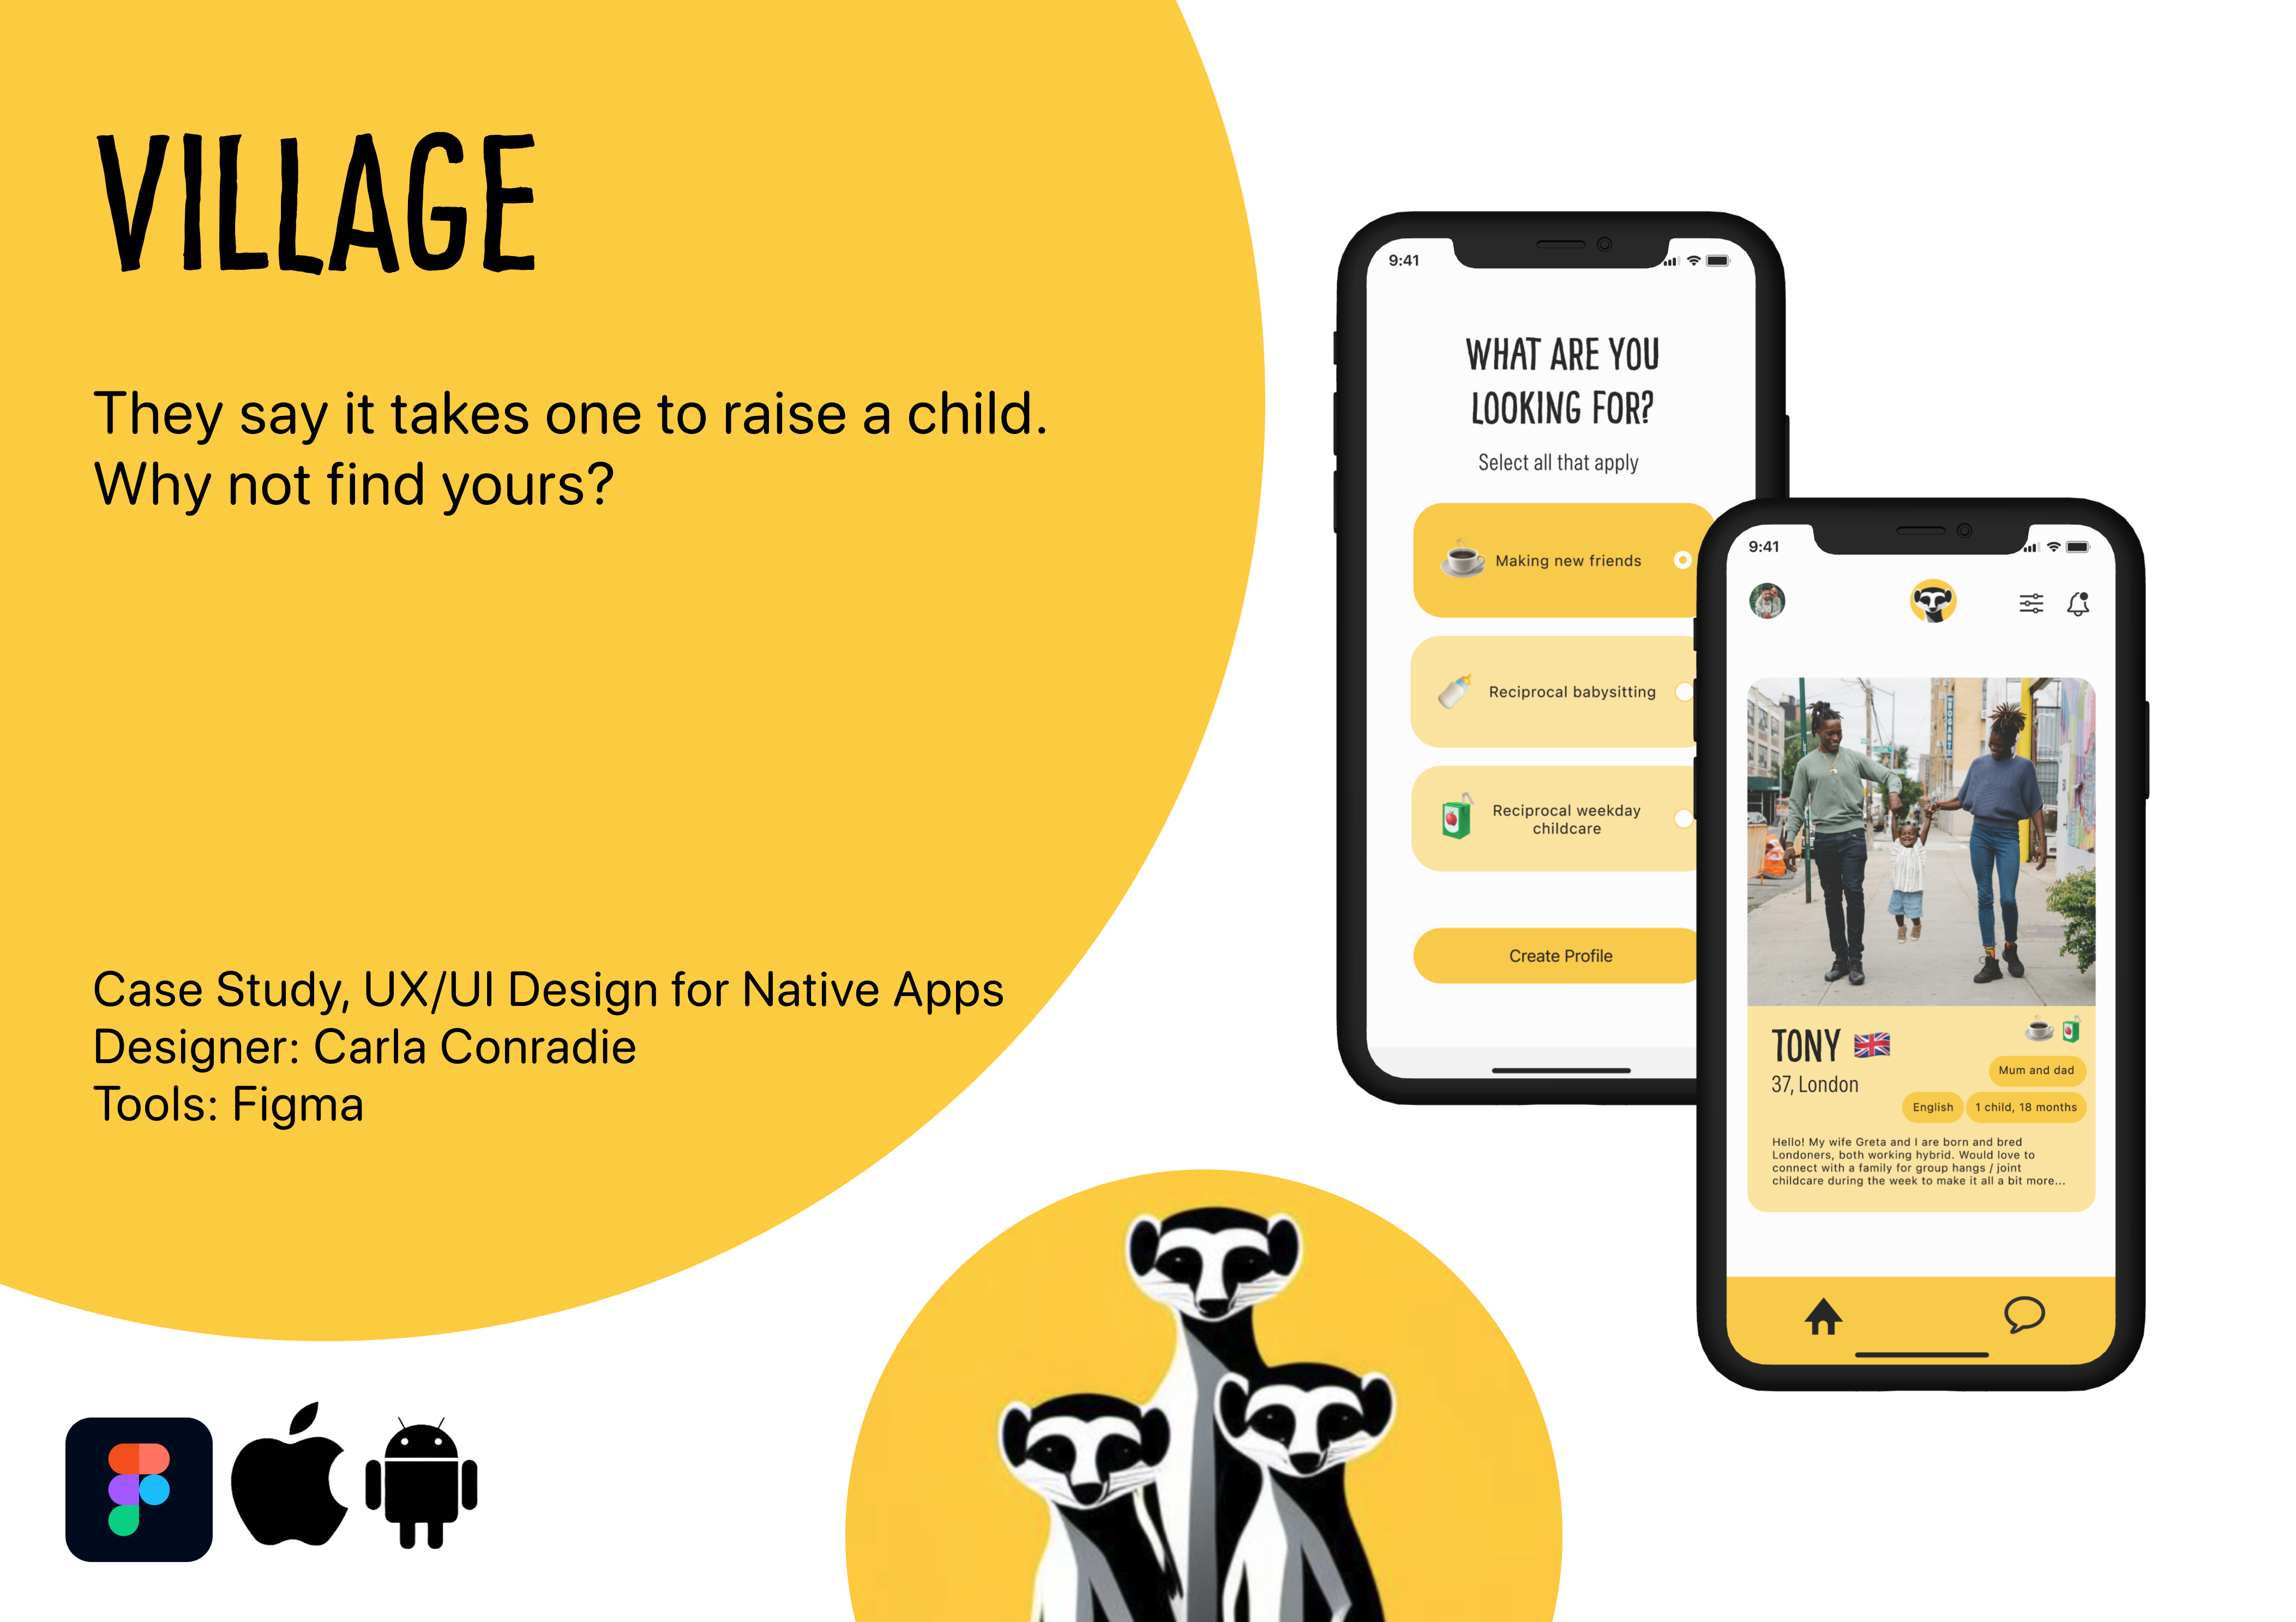 VILLAGE
They say it takes one to raise a child.
Why not find yours?
Case Study, UX/UI Design for Native Apps
Designer: Carla Conradie
Tools: Figma
9:41
WHAT ARE YOU
LOOKING FOR?
Select all that apply
Making new friends
Reciprocal babysitting
Reciprocal weekday
childcare
Create Profile
9:41
TONY
37, London
Mum and dad
English
1 child, 18 months
Hello! My wife Greta and I are born and bred
Londoners, both working hybrid. Would love to
connect with a family for group hangs / joint
childcare during the week to make it all a bit more...